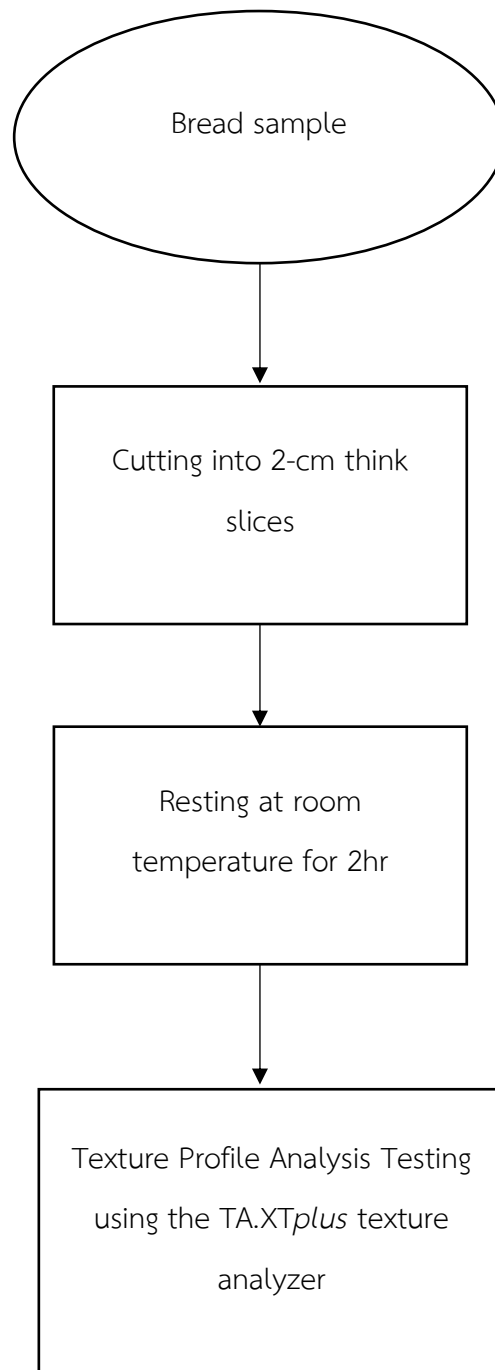 Bread sample
Cutting into 2-cm think
slices
Resting at room
temperature for 2hr
Texture Profile Analysis Testing
using the TA.XTplus texture
analyzer